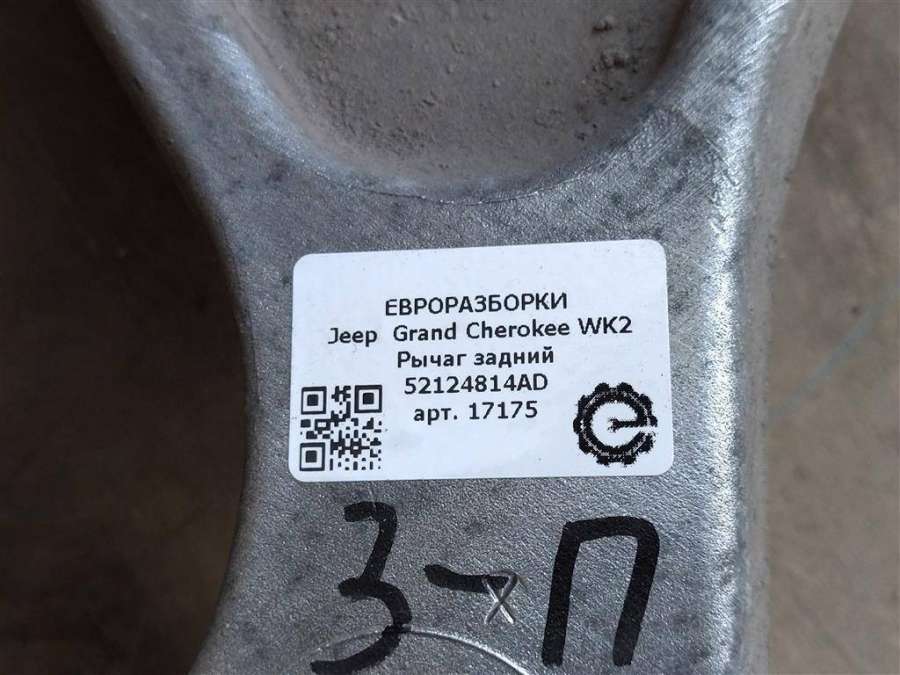 ЕВРОРАЗБОРКИ
Jeep Grand Cherokee WK2
Рычаг задний
52124814AD
арт. 17175
З-П